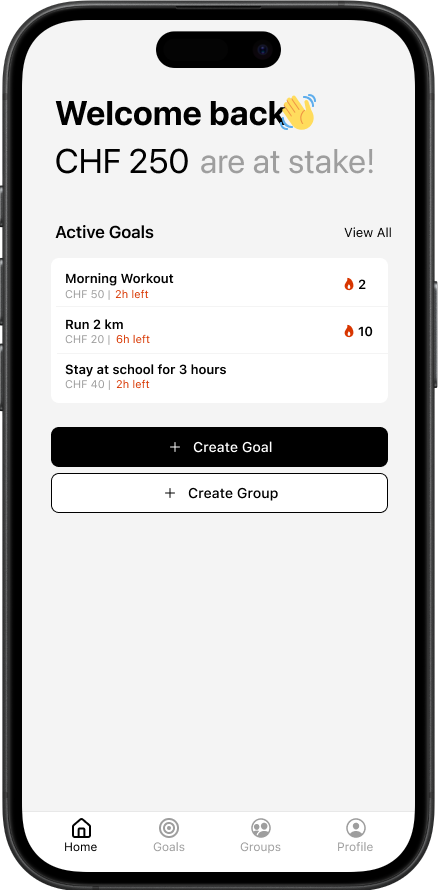 Welcome back👋
CHF 250 are at stake!
Active Goals
View All
Morning Workout
CHF 50 | 2h left
2
Run 2 km
CHF 20 | 6h left
10
Stay at school for 3 hours
CHF 40 | 2h left
+ Create Goal
+ Create Group
Home
Goals
Groups
Profile